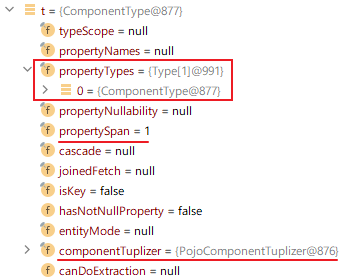 t = {ComponentType@877}
f typeScope = null
f propertyNames = null
f propertyTypes = {Type[1]@991}
0 = {ComponentType@877}
f propertyNullability = null
f propertySpan = 1
f cascade = null
f joinedFetch = null
f isKey = false
f hasNotNullProperty = false
f entityMode = null
f componentTuplizer = {PojoComponentTuplizer@876}
f canDoExtraction = null